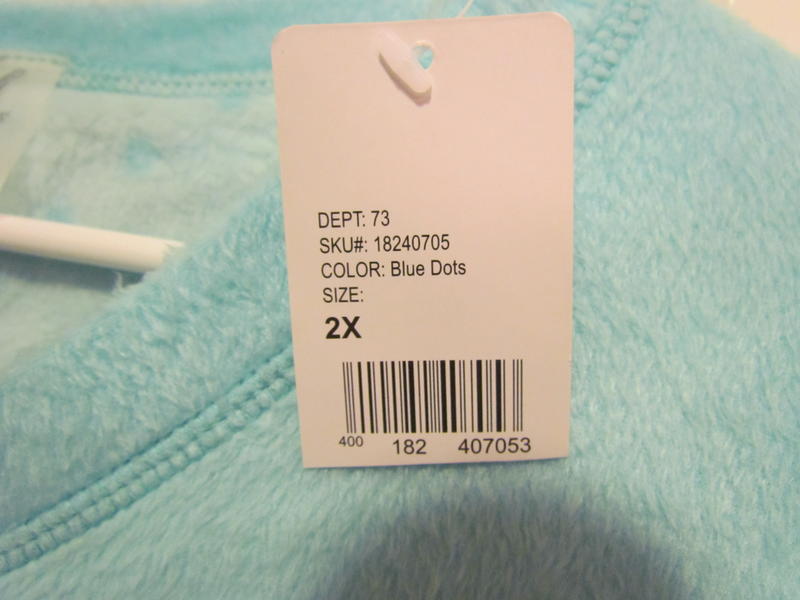 DEPT: 73
SKU#: 18240705
COLOR: Blue Dots
SIZE:
2X
400 182 407053